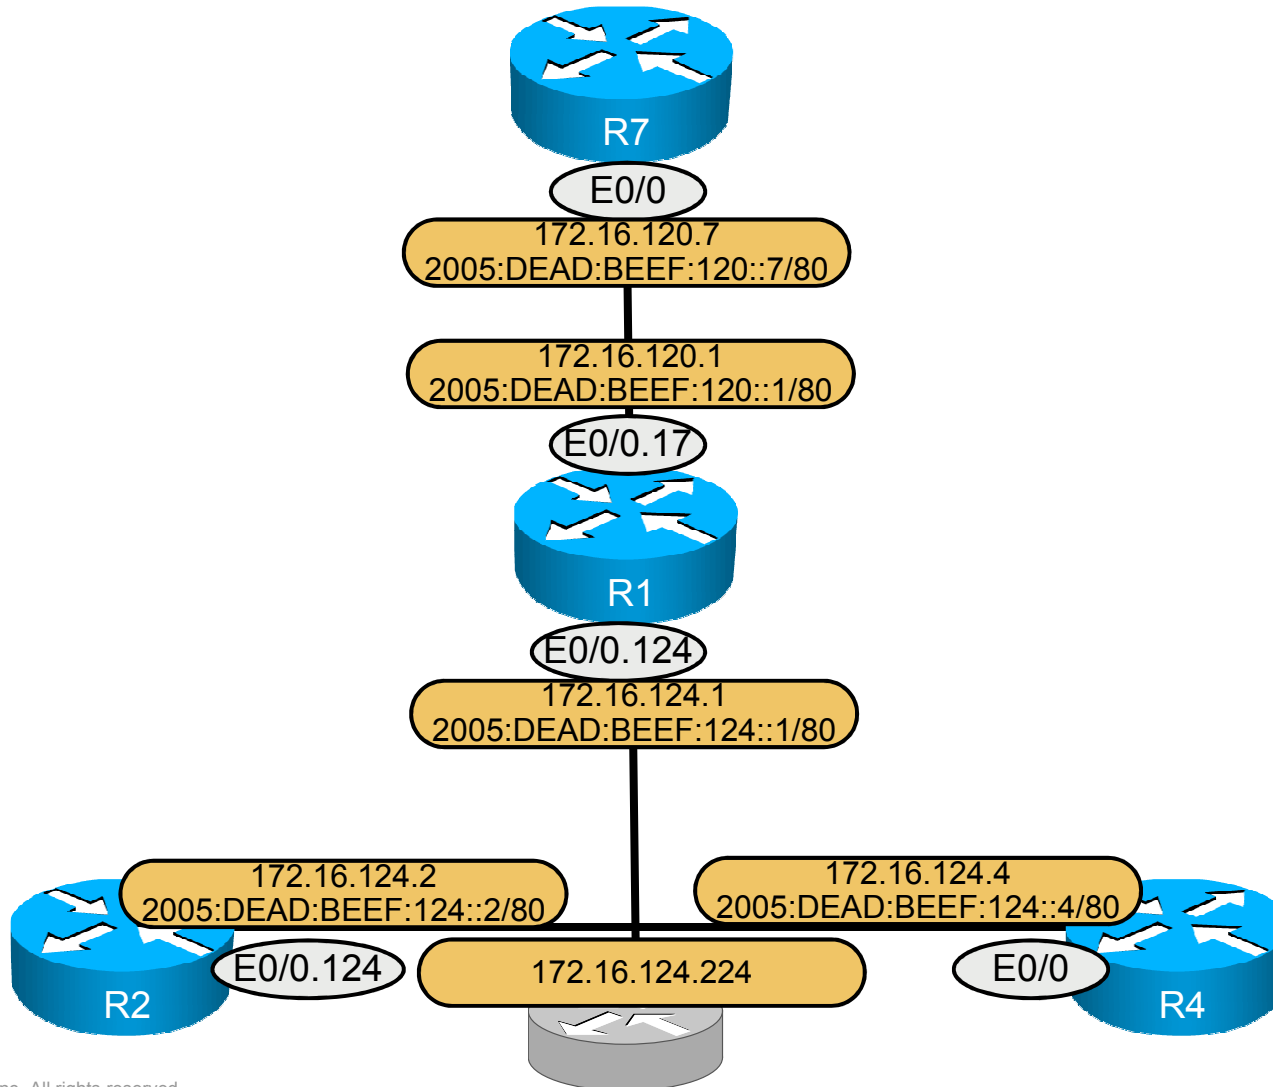 R7
E0/0
172.16.120.7
2005:DEAD:BEEF:120::7/80
172.16.120.1
2005:DEAD:BEEF:120::1/80
E0/0.17
R1
E0/0.124
172.16.124.1
2005:DEAD:BEEF:124::1/80
172.16.124.2
2005:DEAD:BEEF:124::2/80
172.16.124.4
2005:DEAD:BEEF:124::4/80
E0/0.124
172.16.124.224
E0/0
R2
R4
All rights reserved